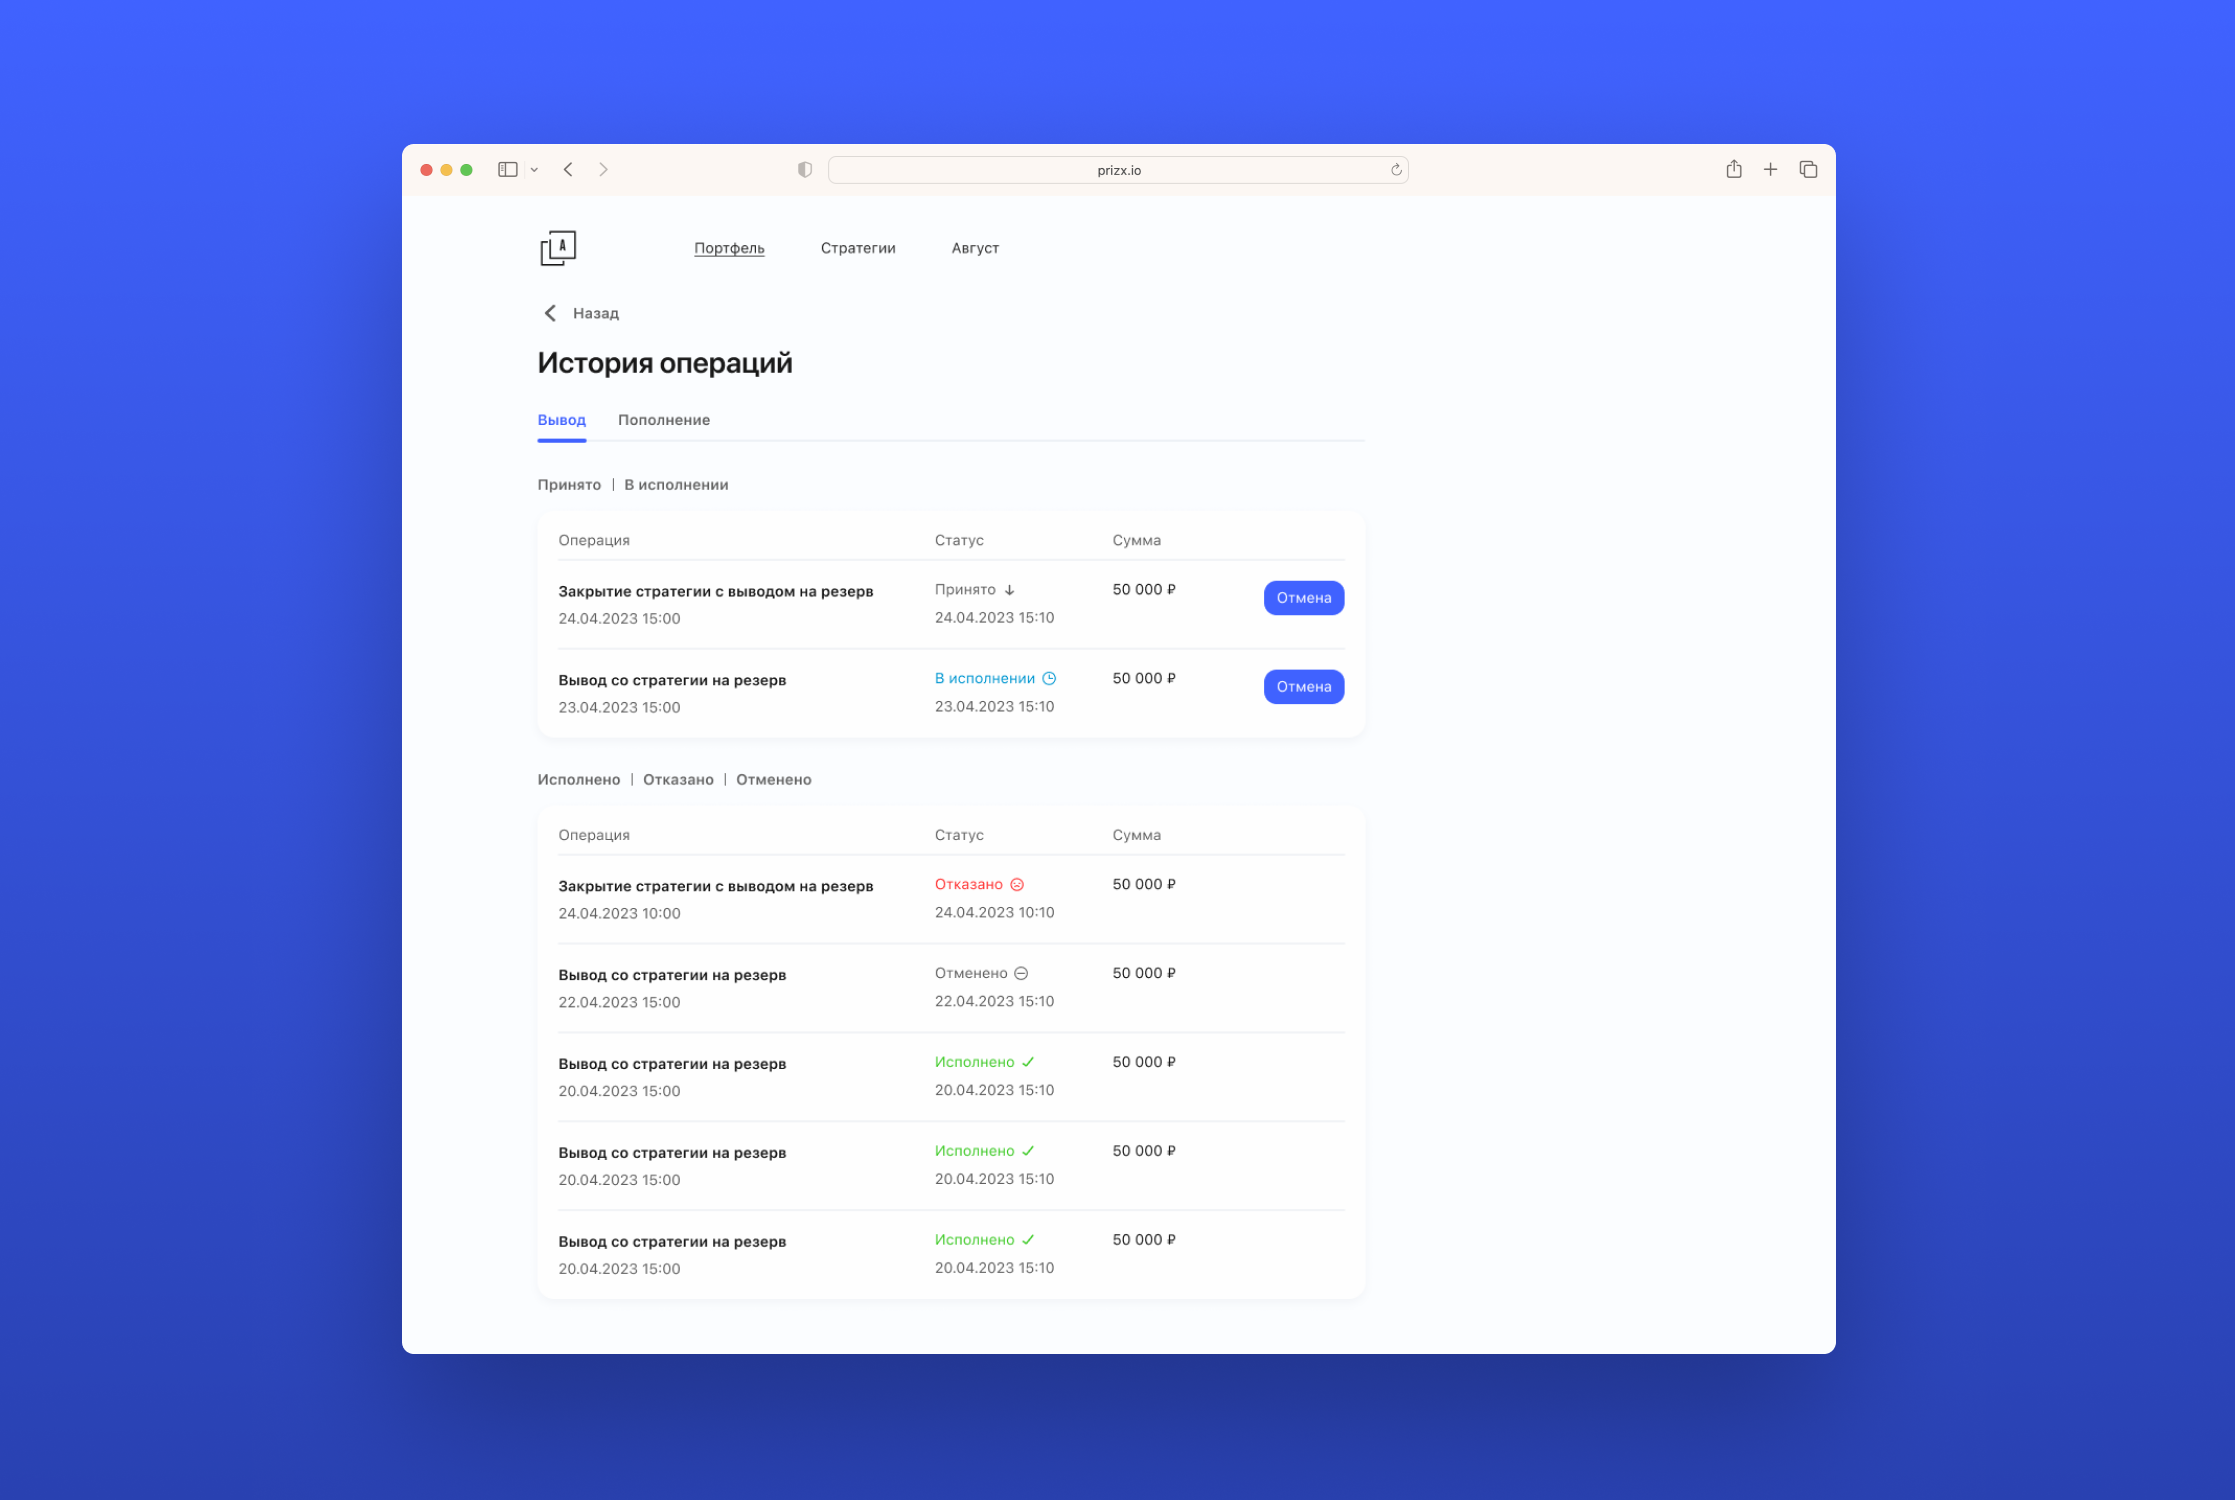 prizx.io
A
Портфель Стратегии Август
Назад
История операций
Вывод Пополнение
Принято | В исполнении
Операция Статус Сумма
Закрытие стратегии с выводом на резерв Принято 50 000 ₽ Отмена
24.04.2023 15:00 24.04.2023 15:10
Вывод со стратегии на резерв В исполнении 50 000 ₽ Отмена
23.04.2023 15:00 23.04.2023 15:10
Исполнено | Отказано | Отменено
Операция Статус Сумма
Закрытие стратегии с выводом на резерв Отказано 50 000 ₽
24.04.2023 10:00 24.04.2023 10:10
Вывод со стратегии на резерв Отменено 50 000 ₽
22.04.2023 15:00 22.04.2023 15:10
Вывод со стратегии на резерв Исполнено 50 000 ₽
20.04.2023 15:00 20.04.2023 15:10
Вывод со стратегии на резерв Исполнено 50 000 ₽
20.04.2023 15:00 20.04.2023 15:10
Вывод со стратегии на резерв Исполнено 50 000 ₽
20.04.2023 15:00 20.04.2023 15:10